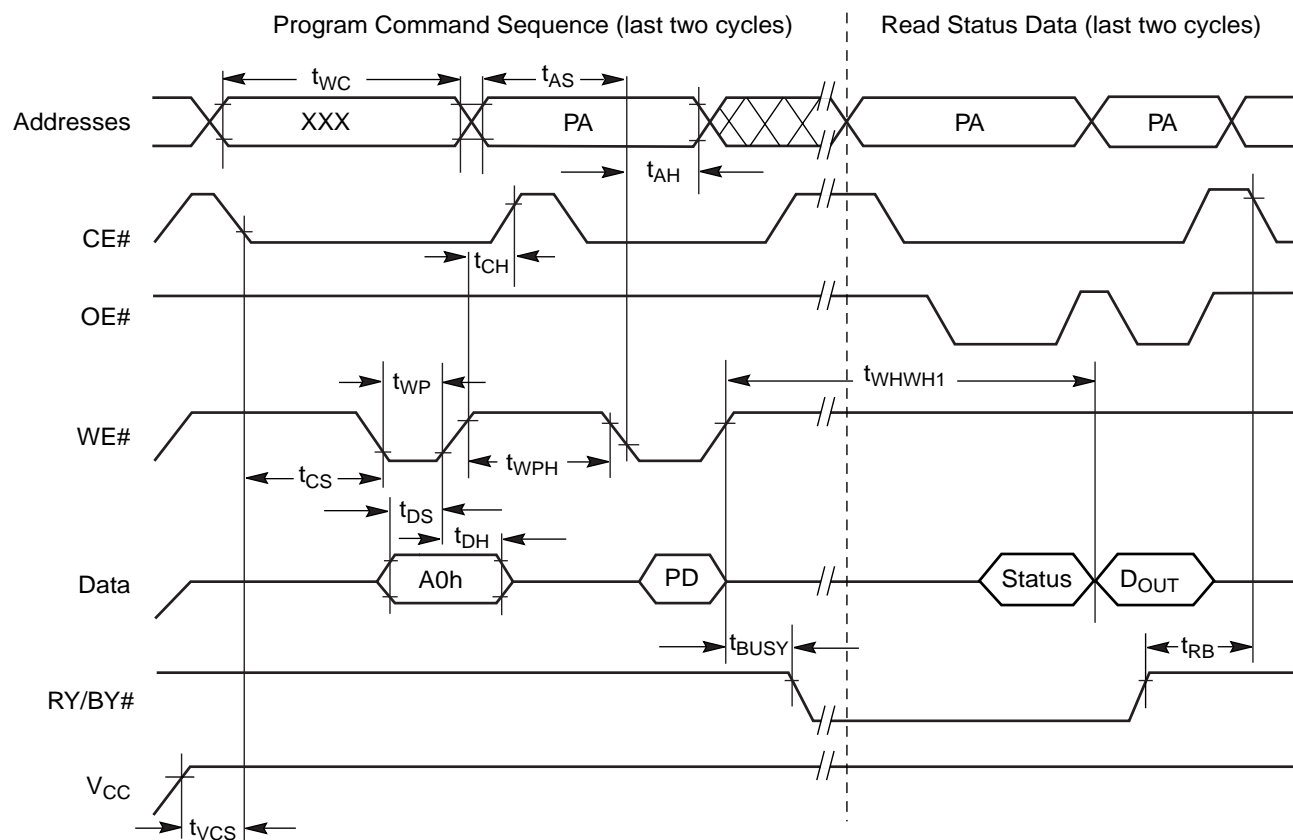 Program Command Sequence (last two cycles) Read Status Data (last two cycles)
tWC tAS
Addresses XXX PA PA PA
tAH
CE#
tCH
OE#
tWP tWHWH1
WE#
tCS tWPH
tDS
tDH
Data A0h PD Status DOUT
tBUSY tRB
RY/BY#
VCC
tVCS